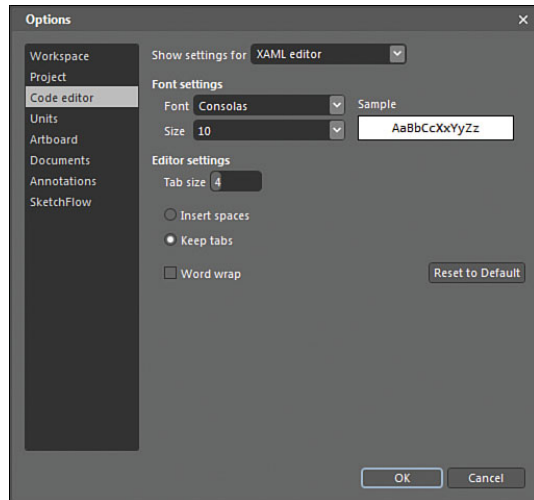 Options
Workspace
Project
Code editor
Units
Artboard
Documents
Annotations
SketchFlow
Show settings for XAML editor
Font settings
Font Consolas
Sample
Size 10
AaBbCcXxYyZz
Editor settings
Tab size 4
Insert spaces
Keep tabs
Word wrap
Reset to Default
OK
Cancel